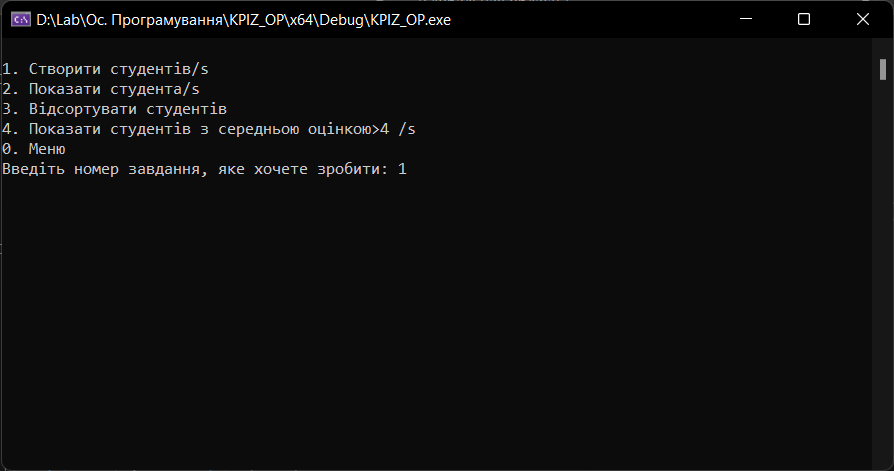 D:\Lab\Ос. Програмування\KPIZ_OP\x64\Debug\KPIZ_OP.exe
1. Створити студентів/s
2. Показати студента/s
3. Відсортувати студентів
4. Показати студентів з середньою оцінкою>4 /s
0. Меню
Введіть номер завдання, яке хочете зробити: 1